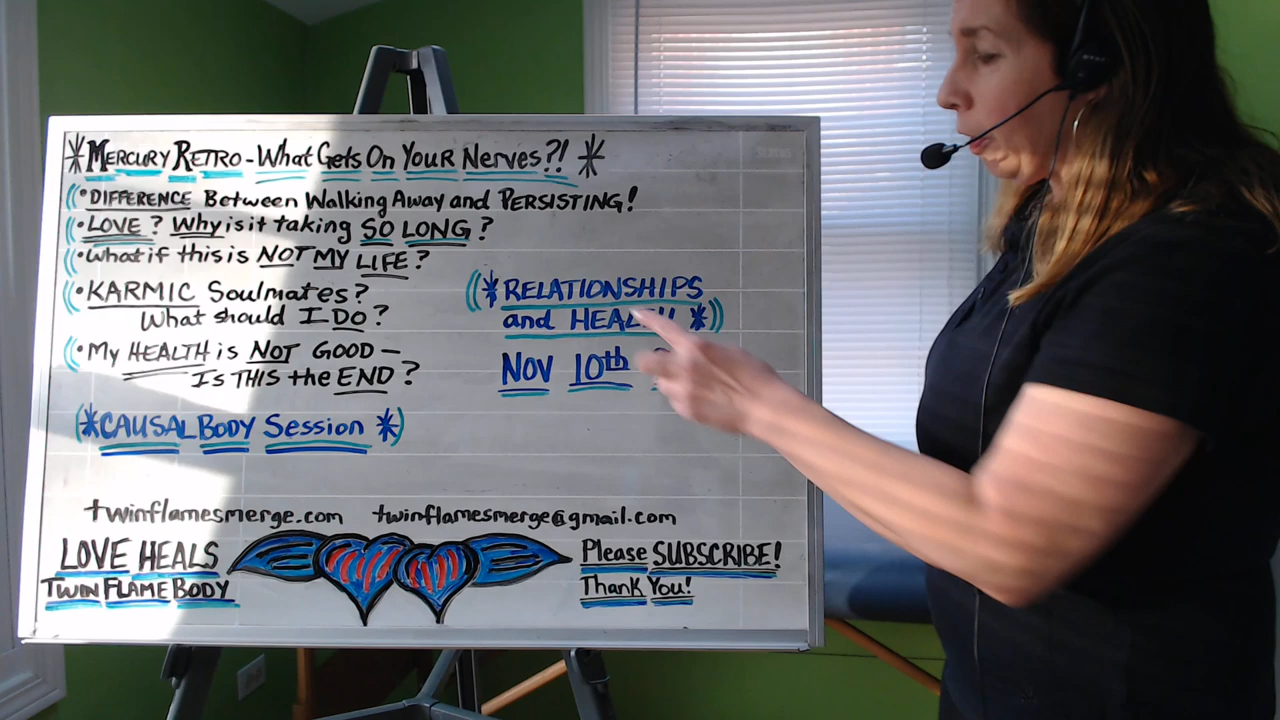 * MERCURY RETRO - What Gets On Your Nerves?! *
(( • DIFFERENCE Between Walking Away and PERSISTING!
(( • LOVE? Why is it taking SO LONG?
(( • What if this is NOT MY LIFE?
(( • KARMIC Soulmates?
What should I DO?
(( • My HEALTH is NOT GOOD —
Is THIS the END?
((* RELATIONSHIPS
and HEALTH *))
Nov 10th
(* CAUSAL BODY Session *)
twinflamesmerge.com twinflamesmerge@gmail.com
LOVE HEALS
TWIN FLAME BODY
Please SUBSCRIBE!
Thank You!